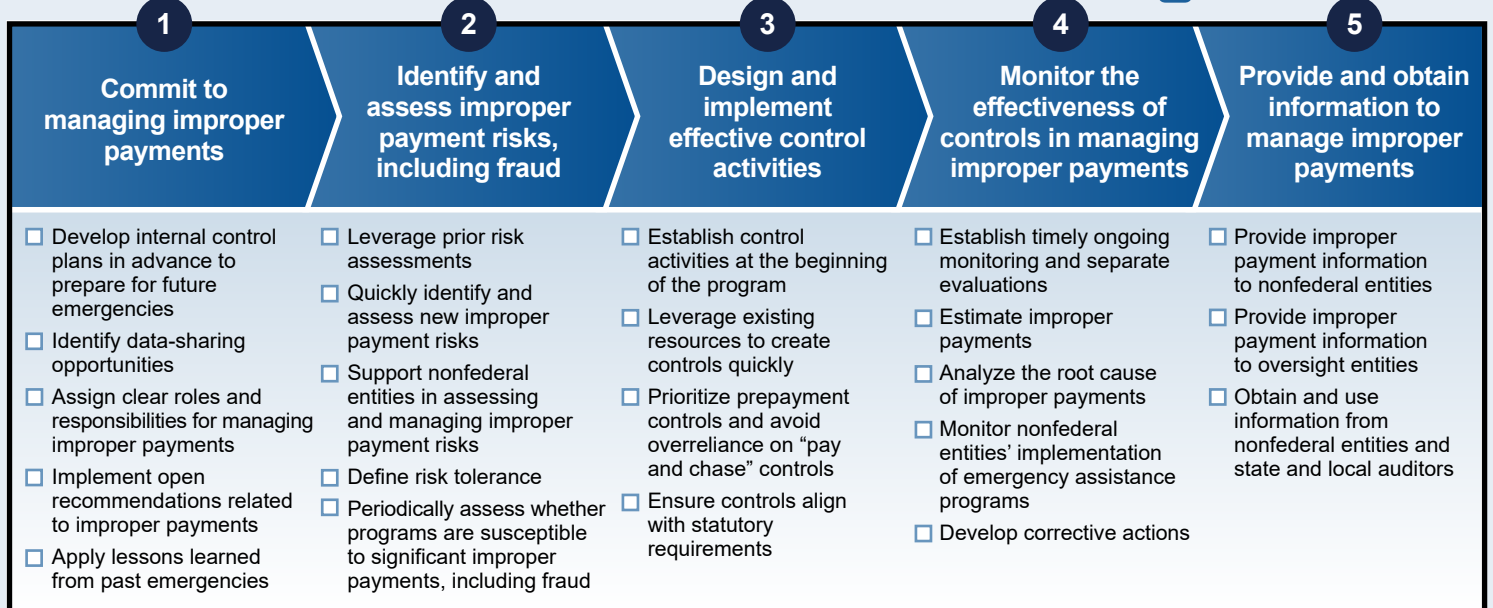 1
Commit to
managing improper
payments
Develop internal control
plans in advance to
prepare for future
emergencies
Identify data-sharing
opportunities
Assign clear roles and
responsibilities for managing
improper payments
Implement open
recommendations related
to improper payments
Apply lessons learned
from past emergencies
2
Identify and
assess improper
payment risks,
including fraud
Leverage prior risk
assessments
Quickly identify and
assess new improper
payment risks
Support nonfederal
entities in assessing
and managing improper
payment risks
Define risk tolerance
Periodically assess whether
programs are susceptible
to significant improper
payments, including fraud
3
Design and
implement
effective control
activities
Establish control
activities at the beginning
of the program
Leverage existing
resources to create
controls quickly
Prioritize prepayment
controls and avoid
overreliance on “pay
and chase” controls
Ensure controls align
with statutory
requirements
4
Monitor the
effectiveness of
controls in managing
improper payments
Establish timely ongoing
monitoring and separate
evaluations
Estimate improper
payments
Analyze the root cause
of improper payments
Monitor nonfederal
entities’ implementation
of emergency assistance
programs
Develop corrective actions
5
Provide and obtain
information to
manage improper
payments
Provide improper
payment information
to nonfederal entities
Provide improper
payment information
to oversight entities
Obtain and use
information from
nonfederal entities and
state and local auditors